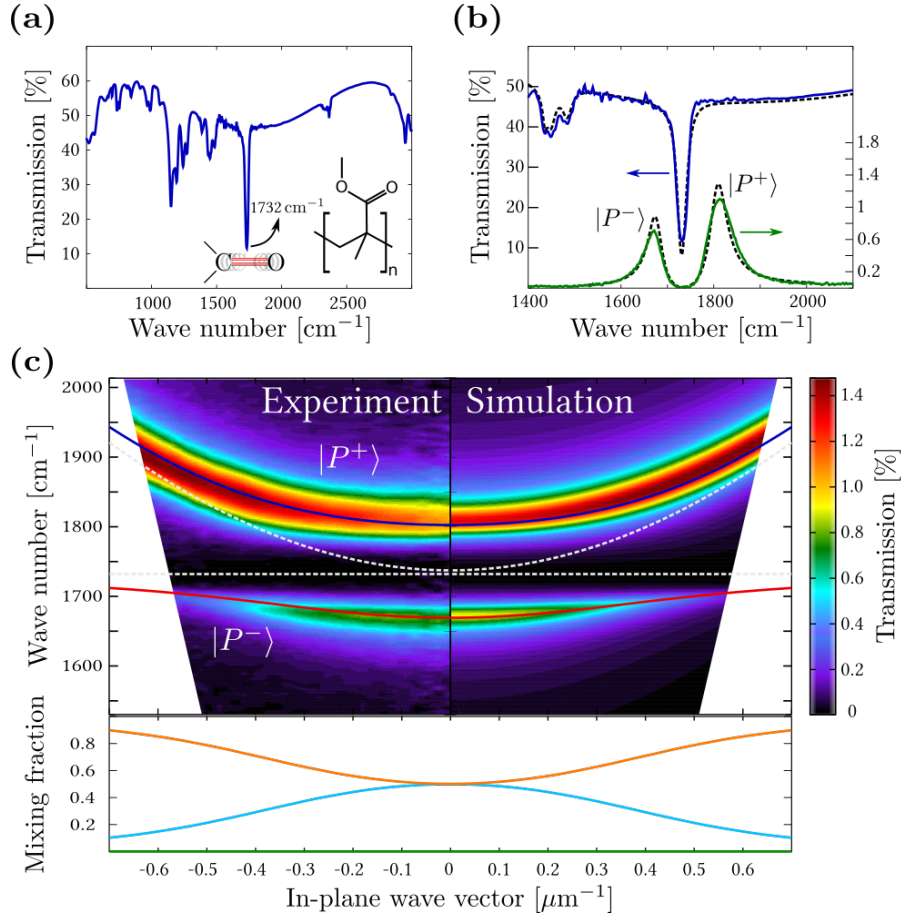 (a)
Transmission [%]
60
50
40
30
20
10
1000
1500
2000
2500
Wave number [cm⁻¹]
1732 cm⁻¹
C
O
O
O
n
(b)
Transmission [%]
50
40
30
20
10
1.8
1.4
1
0.6
0.2
|P⁻⟩
|P⁺⟩
1400
1600
1800
2000
Wave number [cm⁻¹]
(c)
Experiment
Simulation
|P⁺⟩
|P⁻⟩
Wave number [cm⁻¹]
2000
1900
1800
1700
1600
1.4
1.2
1.0
0.8
0.6
0.4
0.2
0
Transmission [%]
Mixing fraction
0.8
0.4
0.2
-0.6
-0.5
-0.4
-0.3
-0.2
-0.1
0
0.1
0.2
0.3
0.4
0.5
0.6
In-plane wave vector [μm⁻¹]